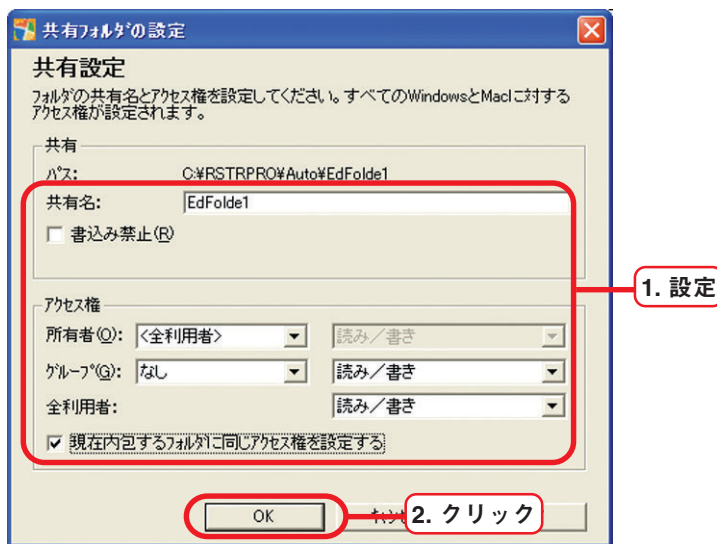 共有フォルダの設定
共有設定
フォルダの共有名とアクセス権を設定してください。すべてのWindowsとMacに対する
アクセス権が設定されます。
共有
パス: C:¥RSTRPRO¥Auto¥EdFolde1
共有名: EdFolde1
書込み禁止(R)
1. 設定
アクセス権
所有者(O): <全利用者> 読み/書き
グループ(G): なし 読み/書き
全利用者: 読み/書き
現在内包するフォルダに同じアクセス権を設定する
OK
2. クリック